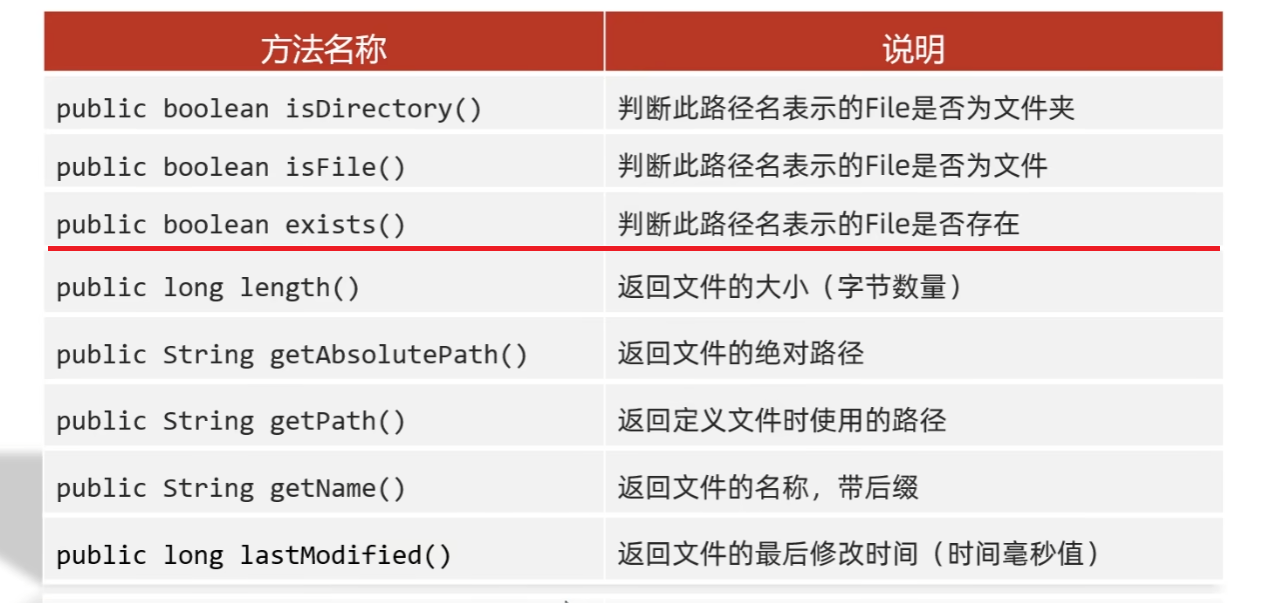 方法名称 说明
public boolean isDirectory() 判断此路径名表示的File是否为文件夹
public boolean isFile() 判断此路径名表示的File是否为文件
public boolean exists() 判断此路径名表示的File是否存在
public long length() 返回文件的大小（字节数量）
public String getAbsolutePath() 返回文件的绝对路径
public String getPath() 返回定义文件时使用的路径
public String getName() 返回文件的名称，带后缀
public long lastModified() 返回文件的最后修改时间（时间毫秒值）